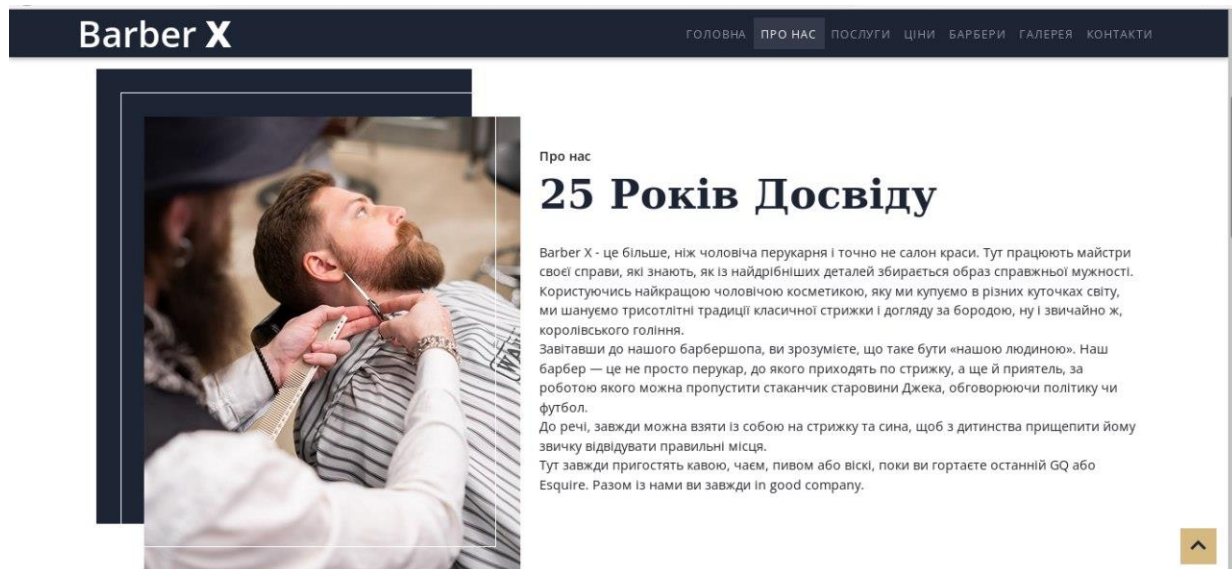 Barber X
ГОЛОВНА ПРО НАС ПОСЛУГИ ЦІНИ БАРБЕРИ ГАЛЕРЕЯ КОНТАКТИ
Про нас
25 Років Досвіду
Barber X - це більше, ніж чоловіча перукарня і точно не салон краси. Тут працюють майстри
своєї справи, які знають, як із найдрібніших деталей збирається образ справжньої мужності.
Користуючись найкращою чоловічою косметикою, яку ми купуємо в різних куточках світу,
ми шануємо трисотлітні традиції класичної стрижки і догляду за бородою, ну і звичайно ж,
королівського гоління.
Завітавши до нашого барбершопа, ви зрозумієте, що таке бути «нашою людиною». Наш
барбер — це не просто перукар, до якого приходять по стрижку, а ще й приятель, за
роботою якого можна пропустити стаканчик старовини Джека, обговорюючи політику чи
футбол.
До речі, завжди можна взяти із собою на стрижку та сина, щоб з дитинства прищепити йому
звичку відвідувати правильні місця.
Тут завжди пригостять кавою, чаєм, пивом або віскі, поки ви гортаєте останній GQ або
Esquire. Разом із нами ви завжди in good company.